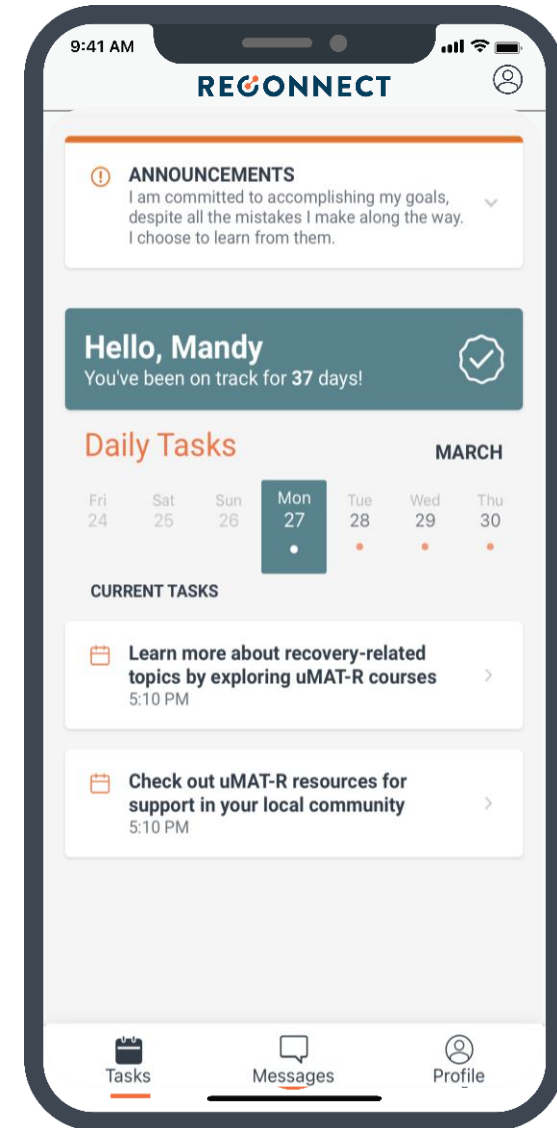 9:41 AM
RECONNECT
ANNOUNCEMENTS
I am committed to accomplishing my goals,
despite all the mistakes I make along the way.
I choose to learn from them.
Hello, Mandy
You've been on track for 37 days!
Daily Tasks
MARCH
Fri Sat Sun Mon Tue Wed Thu
24 25 26 27 28 29 30
CURRENT TASKS
Learn more about recovery-related
topics by exploring uMAT-R courses
5:10 PM
Check out uMAT-R resources for
support in your local community
5:10 PM
Tasks Messages Profile